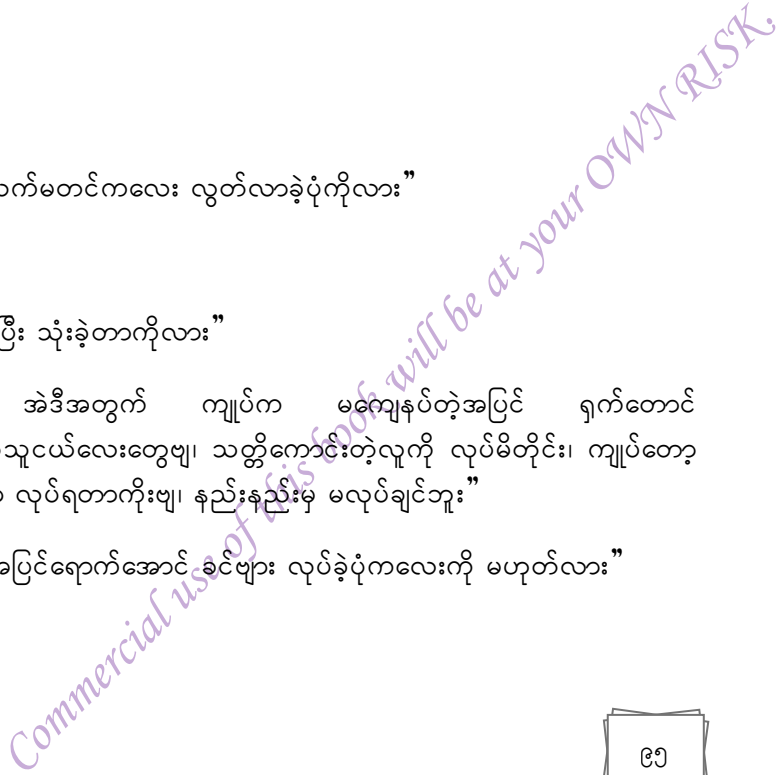 လက်မတင်ကလေး လွတ်လာခဲ့ပုံကိုလား”
ပြီး သုံးခဲ့တာကိုလား”
အဲဒီအတွက် ကျုပ်က မကျေနပ်တဲ့အပြင် ရှက်တောင်
သူငယ်လေးတွေဗျ၊ သတ္တိကောင်းတဲ့လူကို လုပ်မိတိုင်း၊ ကျုပ်တော့
လုပ်ရတာကိုးဗျ၊ နည်းနည်းမှ မလုပ်ချင်ဘူး”
အပြင်ရောက်အောင် ခင်ဗျား လုပ်ခဲ့ပုံကလေးကို မဟုတ်လား”
Commercial use of this book will be at your OWN RISK.
၉၅